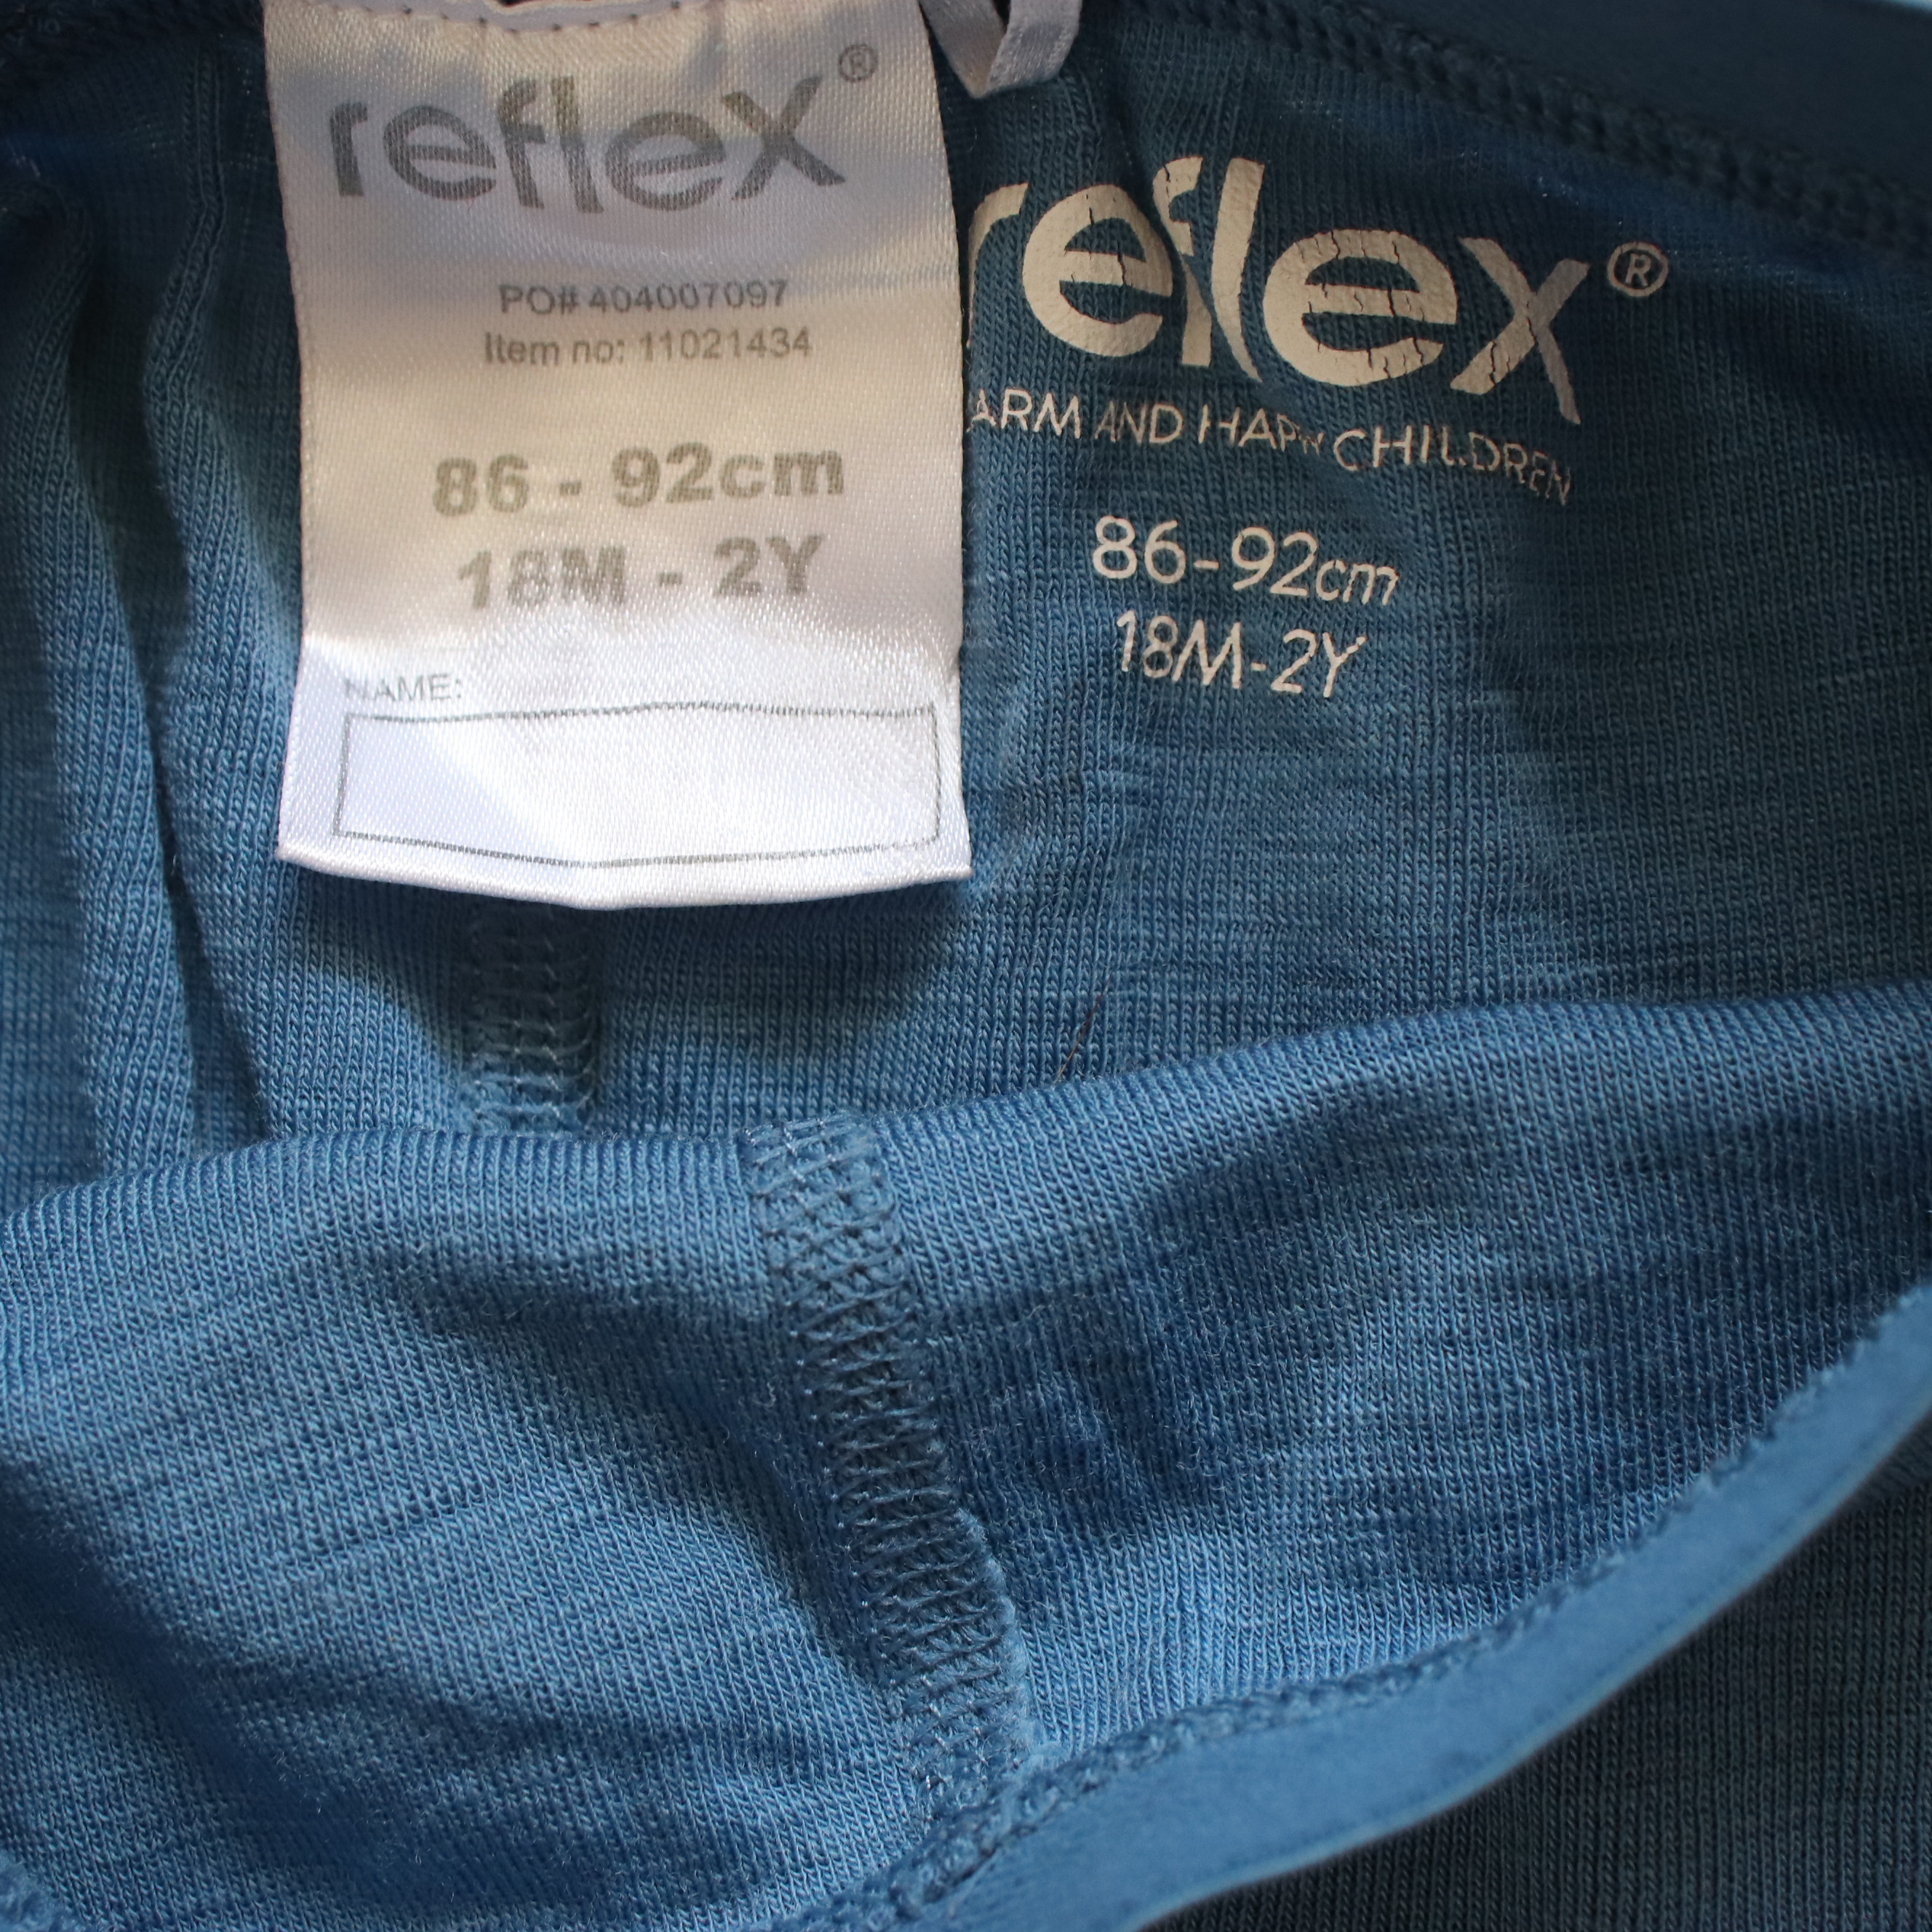 reflex®
PO# 404007097
Item no: 11021434
86 - 92cm
18M - 2Y
NAME:
reflex®
ARM AND HAPPY CHILDREN
86-92cm
18M-2Y